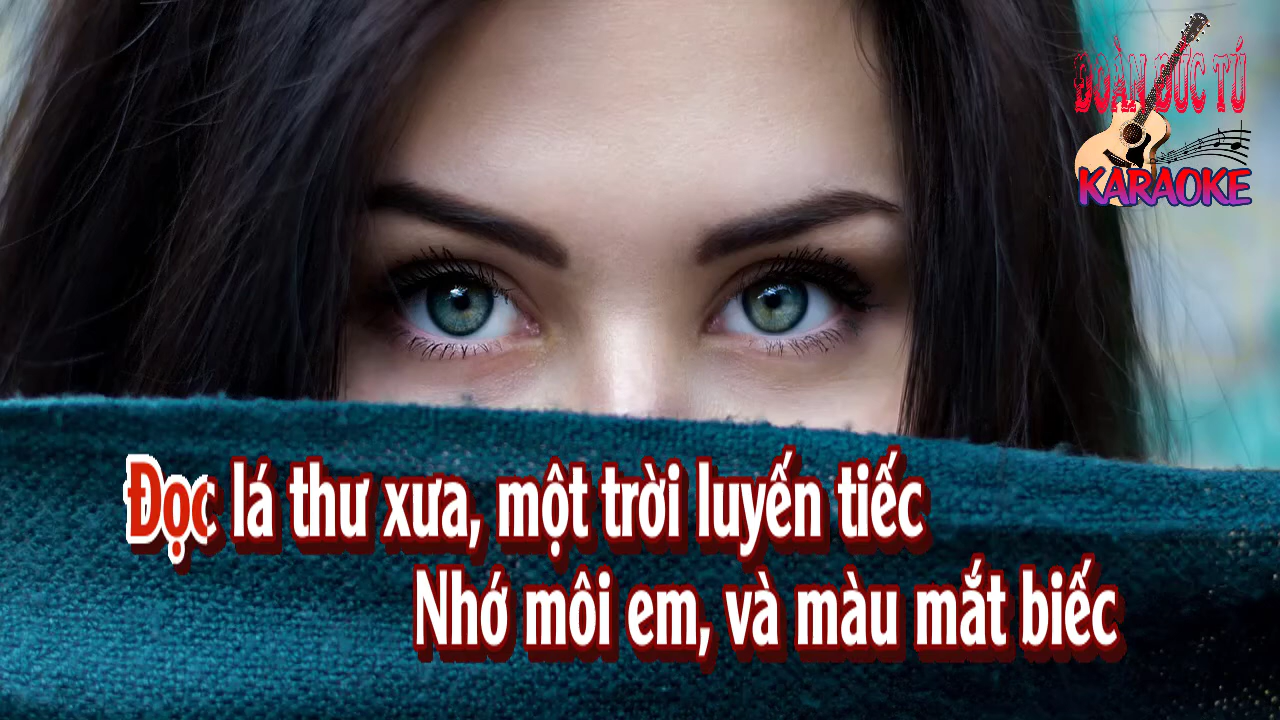 ĐOÀN ĐỨC TÚ
KARAOKE
Đọc lá thư xưa, một trời luyến tiếc
Nhớ môi em, và màu mắt biếc